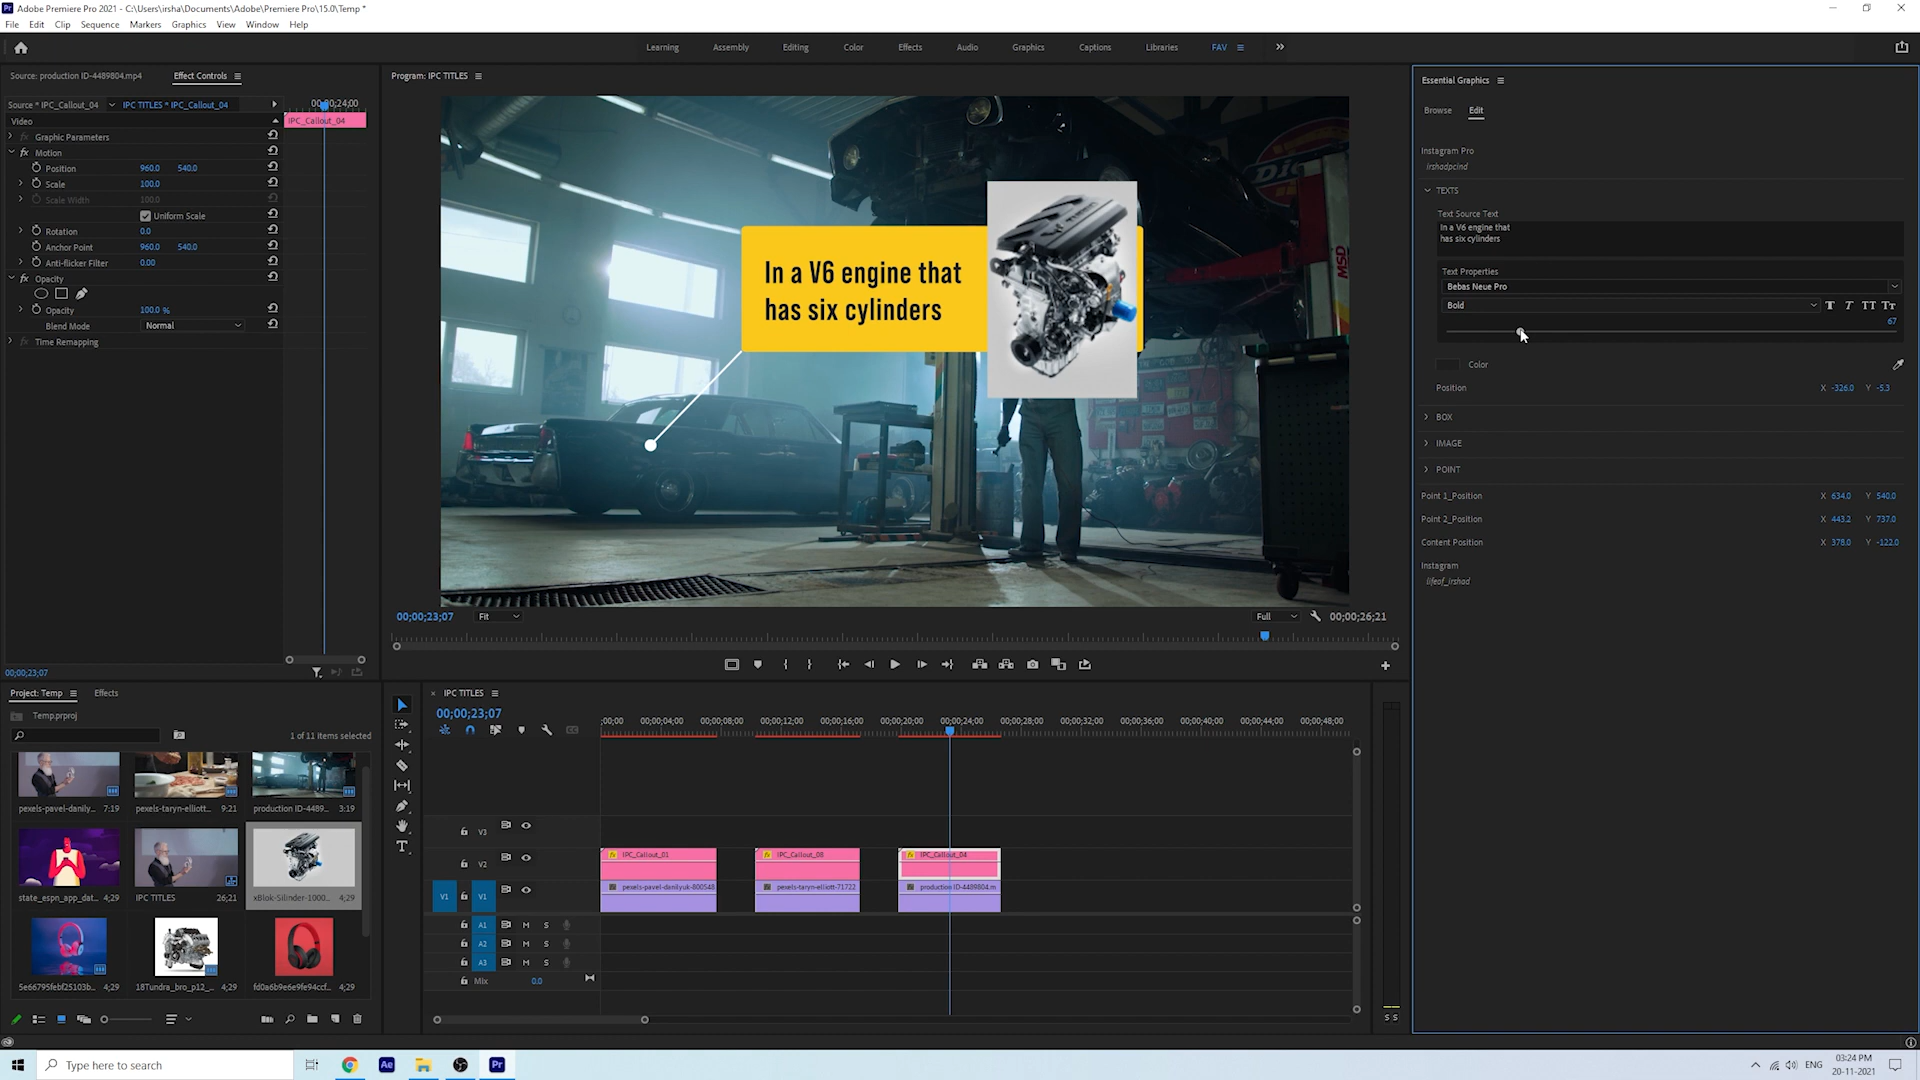 Adobe Premiere Pro 2021 - C:\Users\irsha\Documents\Adobe\Premiere Pro\15.0\Temp *
File Edit Clip Sequence Markers Graphics View Window Help
Learning Assembly Editing Color Effects Audio Graphics Captions Libraries FAV
Source: production ID-4489804.mp4 Effect Controls
Source * IPC_Callout_04 IPC TITLES * IPC_Callout_04 00;00;24;00
Video IPC_Callout_04
Graphic Parameters
Motion
Position 960.0 540.0
Scale 100.0
Scale Width 100.0
Uniform Scale
Rotation 0.0
Anchor Point 960.0 540.0
Anti-flicker Filter 0.00
Opacity
Opacity 100.0 %
Blend Mode Normal
Time Remapping
00;00;23;07
Program: IPC TITLES
In a V6 engine that
has six cylinders
MSD
00;00;23;07 Fit Full 00;00;26;21
Essential Graphics
Browse Edit
Instagram Pro
irshadpcind
TEXTS
Text Source Text
In a V6 engine that
has six cylinders
Text Properties
Bebas Neue Pro
Bold
67
Color
Position X -326.0 Y -5.3
BOX
IMAGE
POINT
Point 1_Position X 634.0 Y 540.0
Point 2_Position X 443.2 Y 737.0
Content Position X 378.0 Y -122.0
Instagram
lifeof_irshad
Project: Temp Effects
Temp.prproj
1 of 11 items selected
pexels-pavel-danily... 7:19 pexels-taryn-elliott... 9:21 production ID-4489... 3:19
state_espn_app_dat... 4;29 IPC TITLES 26;21 xBlok-Silinder-1000... 4;29
5e66795febf25103b... 4;29 18Tundra_bro_p12_... 4;29 fd0a6b9e6e9fe94ccf... 4;29
IPC TITLES
00;00;23;07
;00;00 00;00;04;00 00;00;08;00 00;00;12;00 00;00;16;00 00;00;20;00 00;00;24;00 00;00;28;00 00;00;32;00 00;00;36;00 00;00;40;00 00;00;44;00 00;00;48;00
V3
V2 IPC_Callout_01 IPC_Callout_08 IPC_Callout_04
V1 V1 pexels-pavel-danilyuk-800548 pexels-taryn-elliott-71722 production ID-4489804.m
A1 M S
A2 M S
A3 M S
Mix 0.0
S S
Type here to search
Ae Pr
ENG 03:24 PM
20-11-2021